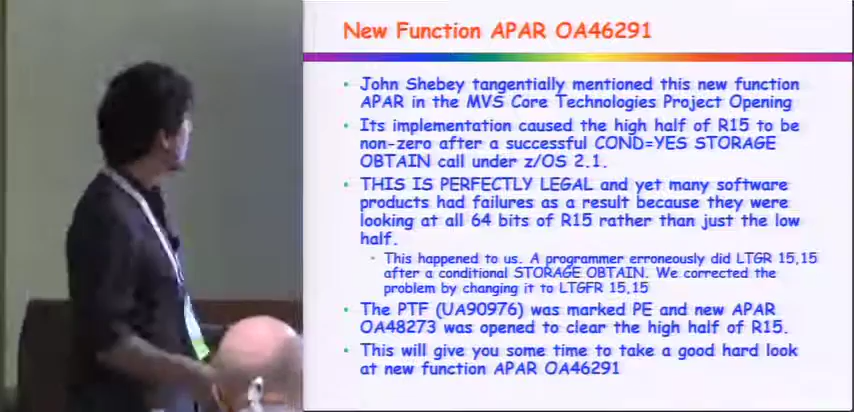 New Function APAR OA46291
John Shebey tangentially mentioned this new function
APAR in the MVS Core Technologies Project Opening
Its implementation caused the high half of R15 to be
non-zero after a successful COND=YES STORAGE
OBTAIN call under z/OS 2.1.
THIS IS PERFECTLY LEGAL and yet many software
products had failures as a result because they were
looking at all 64 bits of R15 rather than just the low
half.
This happened to us. A programmer erroneously did LTGR 15,15
after a conditional STORAGE OBTAIN. We corrected the
problem by changing it to LTGFR 15,15
The PTF (UA90976) was marked PE and new APAR
OA48273 was opened to clear the high half of R15.
This will give you some time to take a good hard look
at new function APAR OA46291